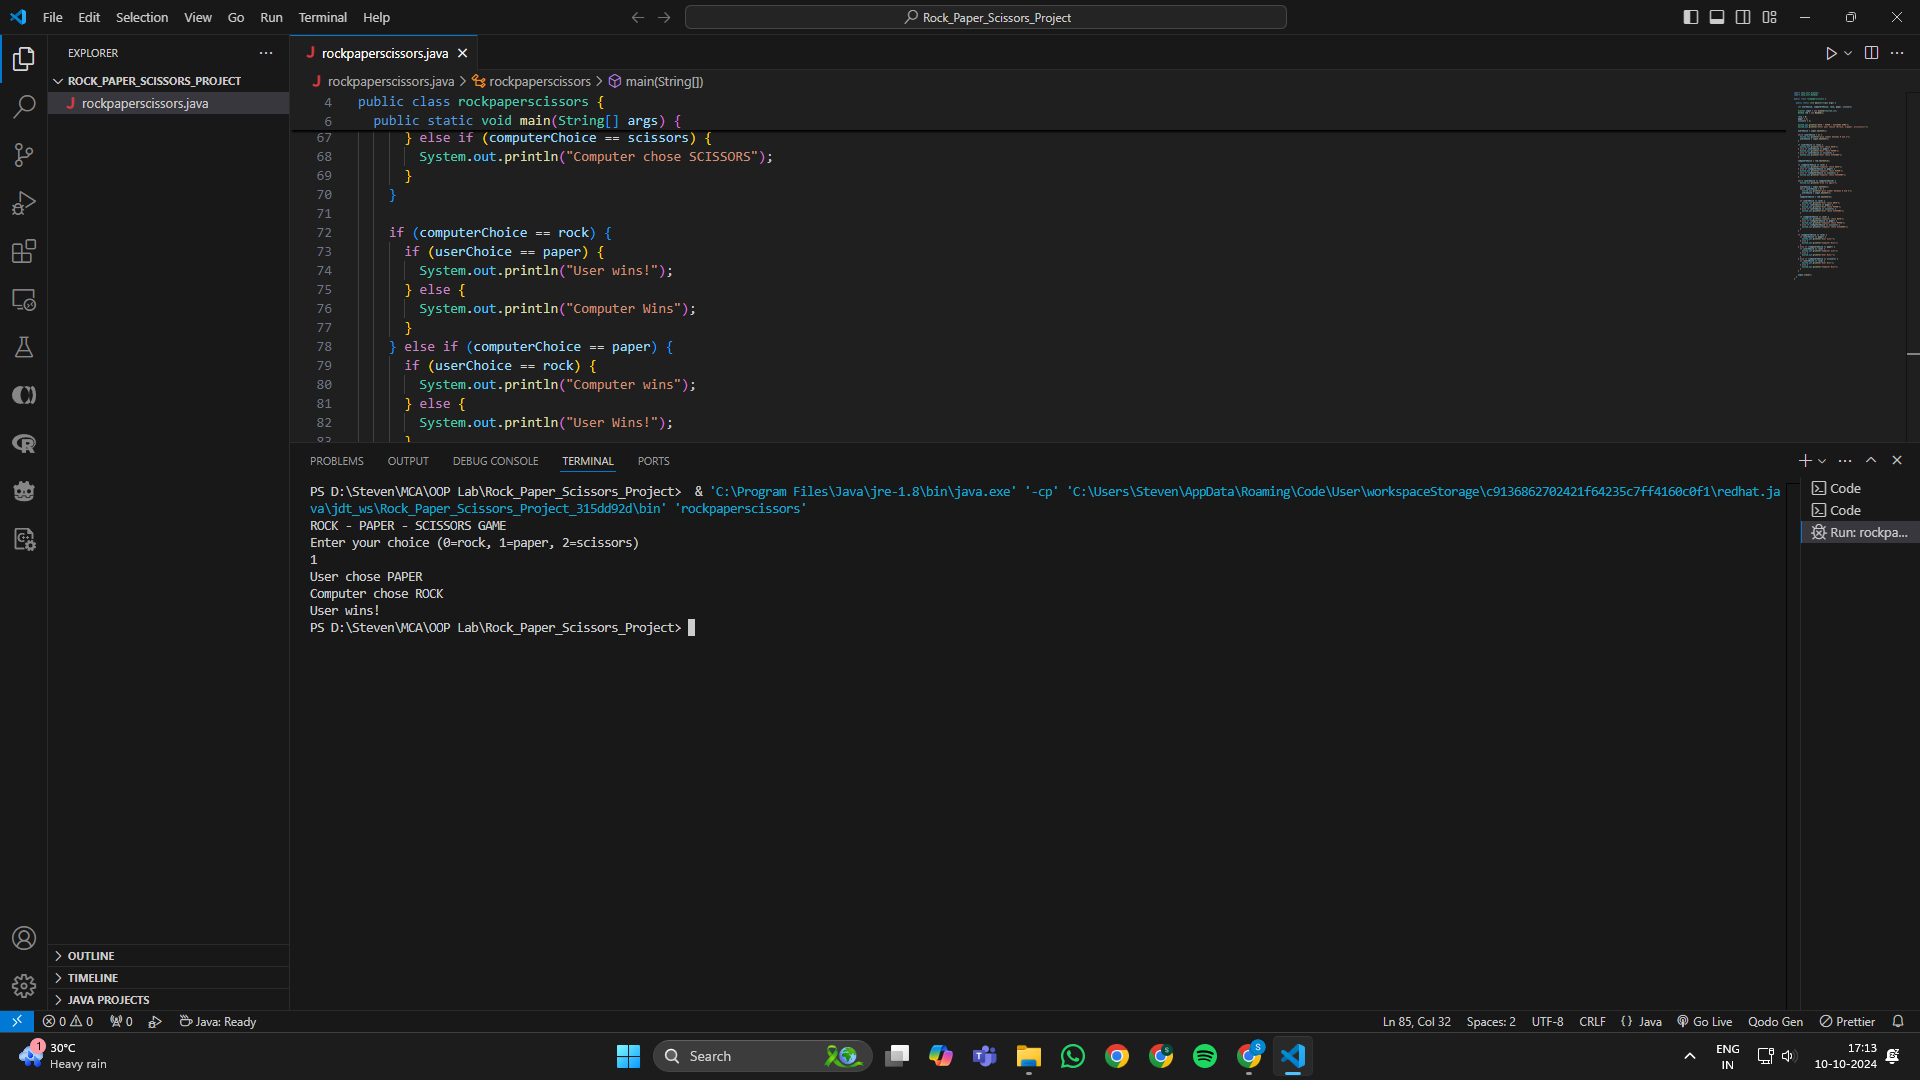 File Edit Selection View Go Run Terminal Help
Rock_Paper_Scissors_Project
EXPLORER
ROCK_PAPER_SCISSORS_PROJECT
rockpaperscissors.java
OUTLINE
TIMELINE
JAVA PROJECTS
rockpaperscissors.java
rockpaperscissors.java > rockpaperscissors > main(String[])
4 public class rockpaperscissors {
6 public static void main(String[] args) {
67 } else if (computerChoice == scissors) {
68 System.out.println("Computer chose SCISSORS");
69 }
70 }
71
72 if (computerChoice == rock) {
73 if (userChoice == paper) {
74 System.out.println("User wins!");
75 } else {
76 System.out.println("Computer Wins");
77 }
78 } else if (computerChoice == paper) {
79 if (userChoice == rock) {
80 System.out.println("Computer wins");
81 } else {
82 System.out.println("User Wins!");
83 }
PROBLEMS OUTPUT DEBUG CONSOLE TERMINAL PORTS
PS D:\Steven\MCA\OOP Lab\Rock_Paper_Scissors_Project> & 'C:\Program Files\Java\jre-1.8\bin\java.exe' '-cp' 'C:\Users\Steven\AppData\Roaming\Code\User\workspaceStorage\c9136862702421f64235c7ff4160c0f1\redhat.ja
va\jdt_ws\Rock_Paper_Scissors_Project_315dd92d\bin' 'rockpaperscissors'
ROCK - PAPER - SCISSORS GAME
Enter your choice (0=rock, 1=paper, 2=scissors)
1
User chose PAPER
Computer chose ROCK
User wins!
PS D:\Steven\MCA\OOP Lab\Rock_Paper_Scissors_Project>
Code
Code
Run: rockpa...
0 0 0 Java: Ready
Ln 85, Col 32 Spaces: 2 UTF-8 CRLF {} Java Go Live Qodo Gen Prettier
1
30°C
Heavy rain
Search
ENG
IN
17:13
10-10-2024